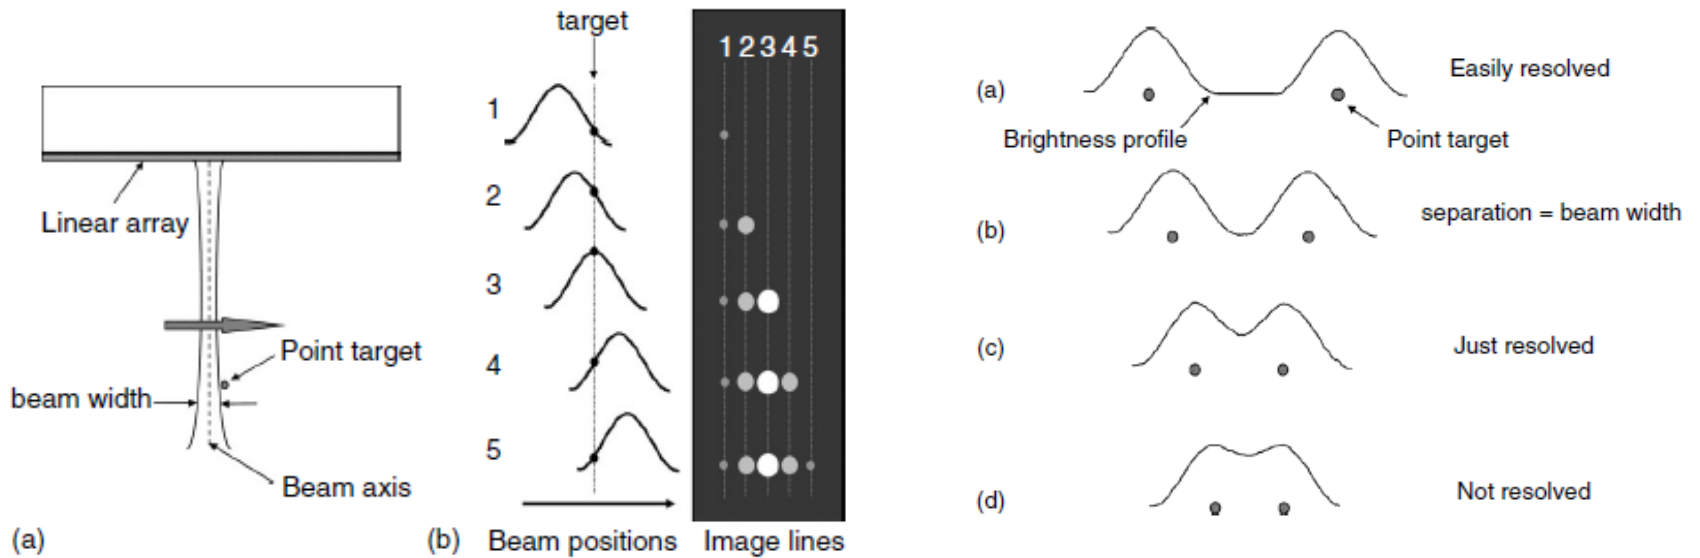 Linear array
Point target
beam width
Beam axis
(a)
target
1
2
3
4
5
Beam positions
(b)
1 2 3 4 5
Image lines
(a)
Easily resolved
Brightness profile
Point target
(b)
separation = beam width
(c)
Just resolved
(d)
Not resolved